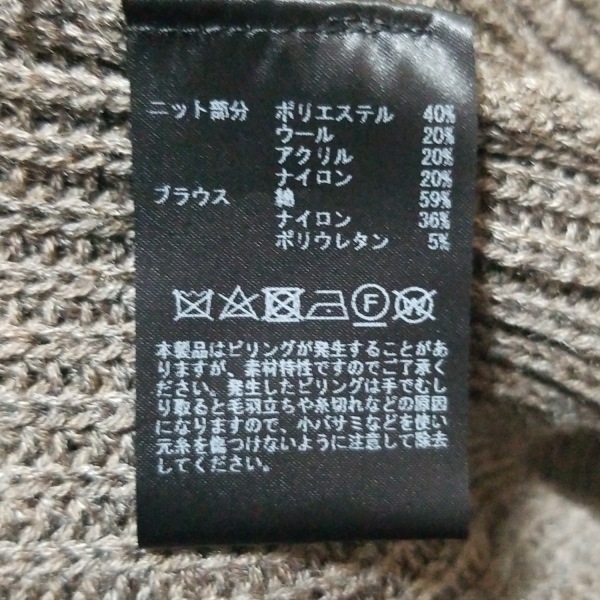 ニット部分 ポリエステル 40%
ウール 20%
アクリル 20%
ナイロン 20%
ブラウス 綿 59%
ナイロン 36%
ポリウレタン 5%
F W
本製品はピリングが発生することがあ
りますが、素材特性ですのでご了承く
ださい。発生したピリングは手でむし
り取ると毛羽立ちや糸切れなどの原因
になりますので、小バサミなどを使い
元糸を傷つけないように注意して除去
してください。